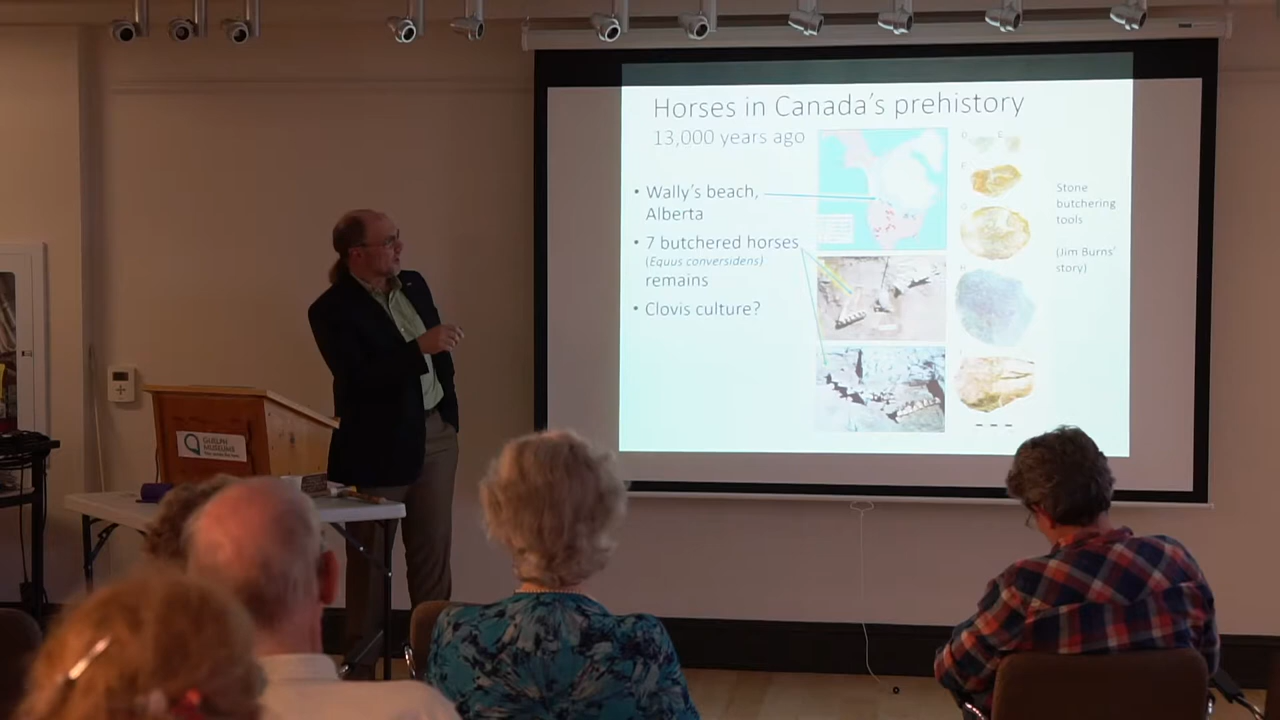 Horses in Canada's prehistory
13,000 years ago
• Wally's beach,
Alberta
• 7 butchered horses
(Equus conversidens)
remains
• Clovis culture?
Stone
butchering
tools
(Jim Burns'
story)
GUELPH
MUSEUMS